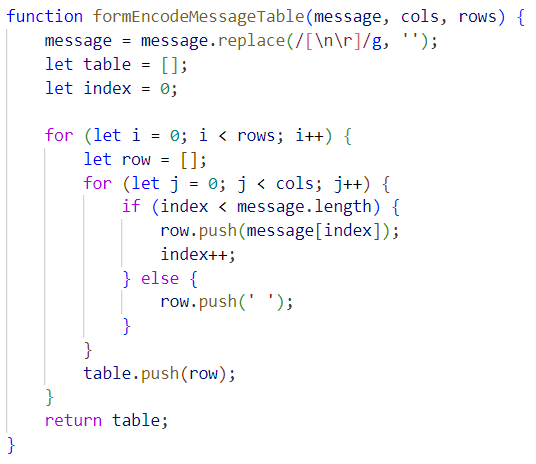 function formEncodeMessageTable(message, cols, rows) {
    message = message.replace(/[\n\r]/g, '');
    let table = [];
    let index = 0;

    for (let i = 0; i < rows; i++) {
        let row = [];
        for (let j = 0; j < cols; j++) {
            if (index < message.length) {
                row.push(message[index]);
                index++;
            } else {
                row.push(' ');
            }
        }
        table.push(row);
    }
    return table;
}